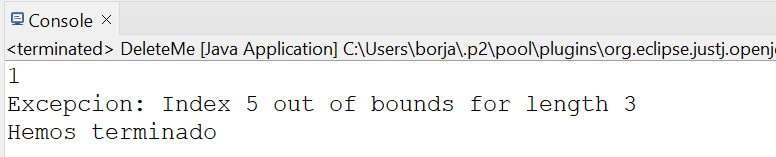 Console
<terminated> DeleteMe [Java Application] C:\Users\borja\.p2\pool\plugins\org.eclipse.justj.openj
1
Excepcion: Index 5 out of bounds for length 3
Hemos terminado